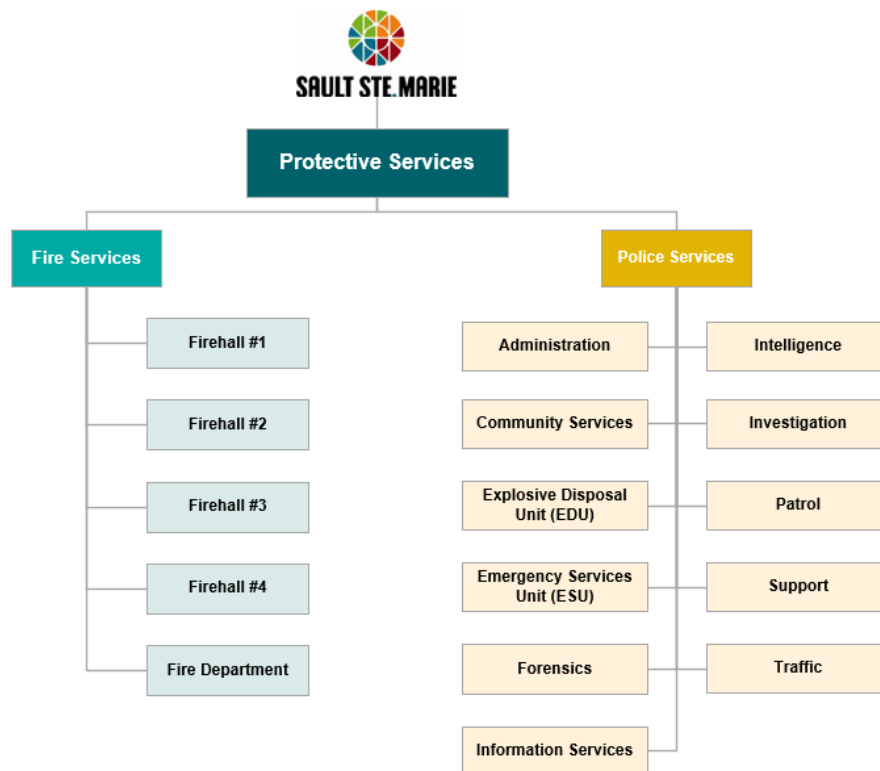 SAULT STE.MARIE
Protective Services
Fire Services
Police Services
Firehall #1
Firehall #2
Firehall #3
Firehall #4
Fire Department
Administration
Community Services
Explosive Disposal
Unit (EDU)
Emergency Services
Unit (ESU)
Forensics
Information Services
Intelligence
Investigation
Patrol
Support
Traffic